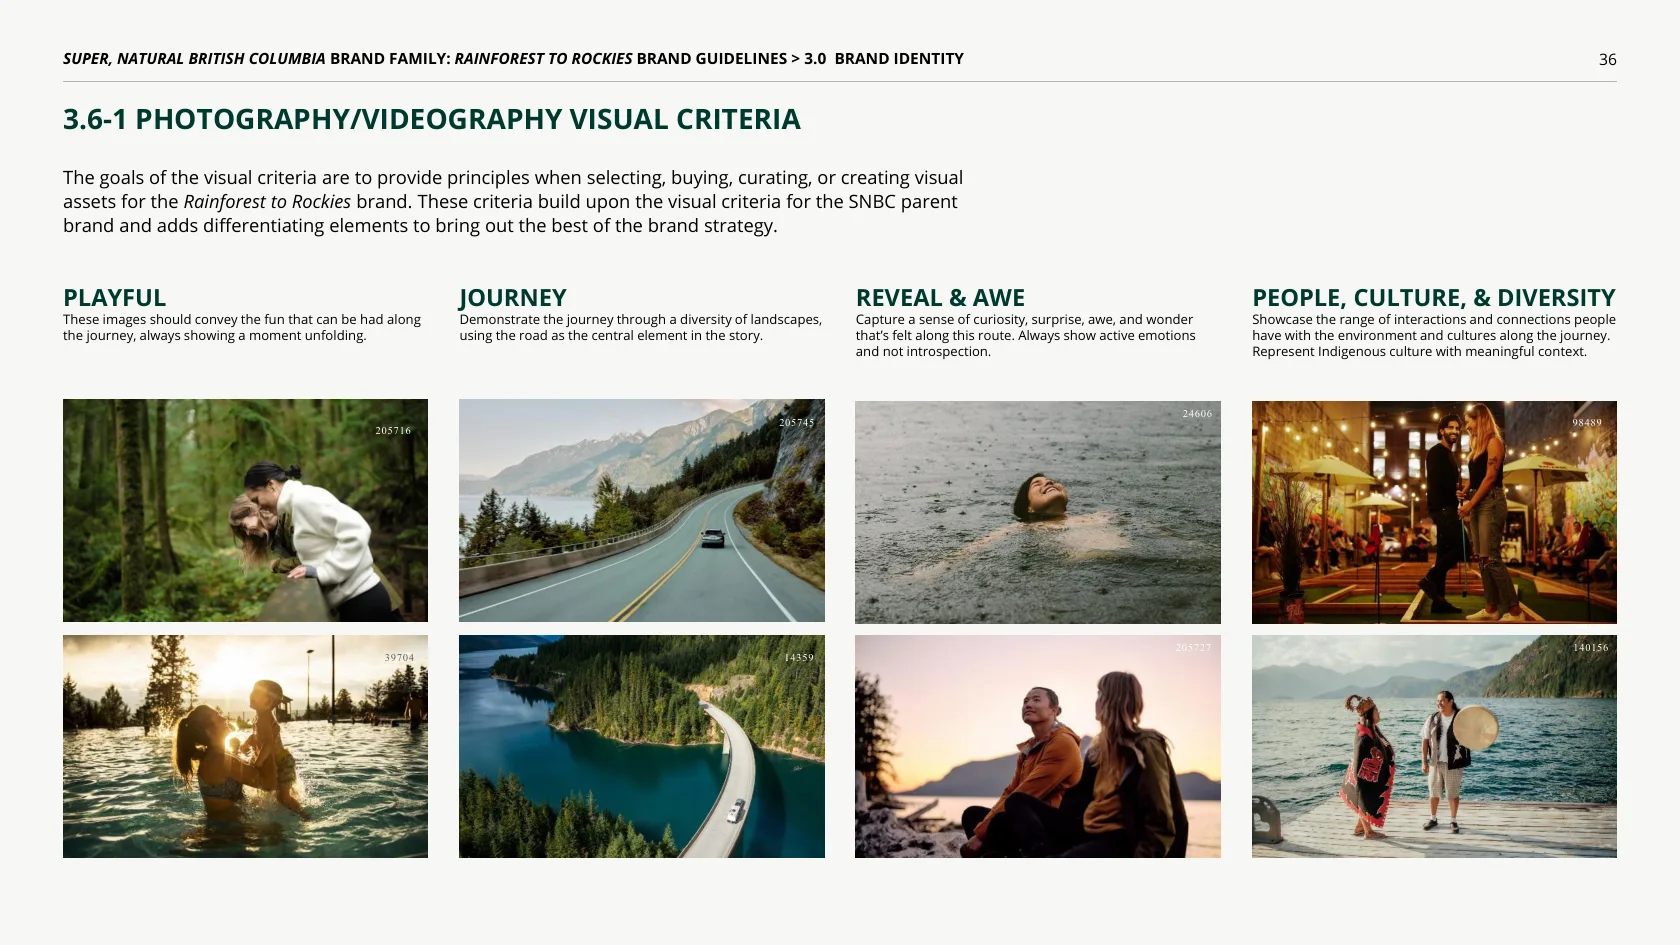 SUPER, NATURAL BRITISH COLUMBIA BRAND FAMILY: RAINFOREST TO ROCKIES BRAND GUIDELINES > 3.0 BRAND IDENTITY
36
3.6-1 PHOTOGRAPHY/VIDEOGRAPHY VISUAL CRITERIA
The goals of the visual criteria are to provide principles when selecting, buying, curating, or creating visual
assets for the Rainforest to Rockies brand. These criteria build upon the visual criteria for the SNBC parent
brand and adds differentiating elements to bring out the best of the brand strategy.
PLAYFUL
These images should convey the fun that can be had along
the journey, always showing a moment unfolding.
205716
39704
JOURNEY
Demonstrate the journey through a diversity of landscapes,
using the road as the central element in the story.
205745
14359
REVEAL & AWE
Capture a sense of curiosity, surprise, awe, and wonder
that’s felt along this route. Always show active emotions
and not introspection.
24606
205727
PEOPLE, CULTURE, & DIVERSITY
Showcase the range of interactions and connections people
have with the environment and cultures along the journey.
Represent Indigenous culture with meaningful context.
98489
140156